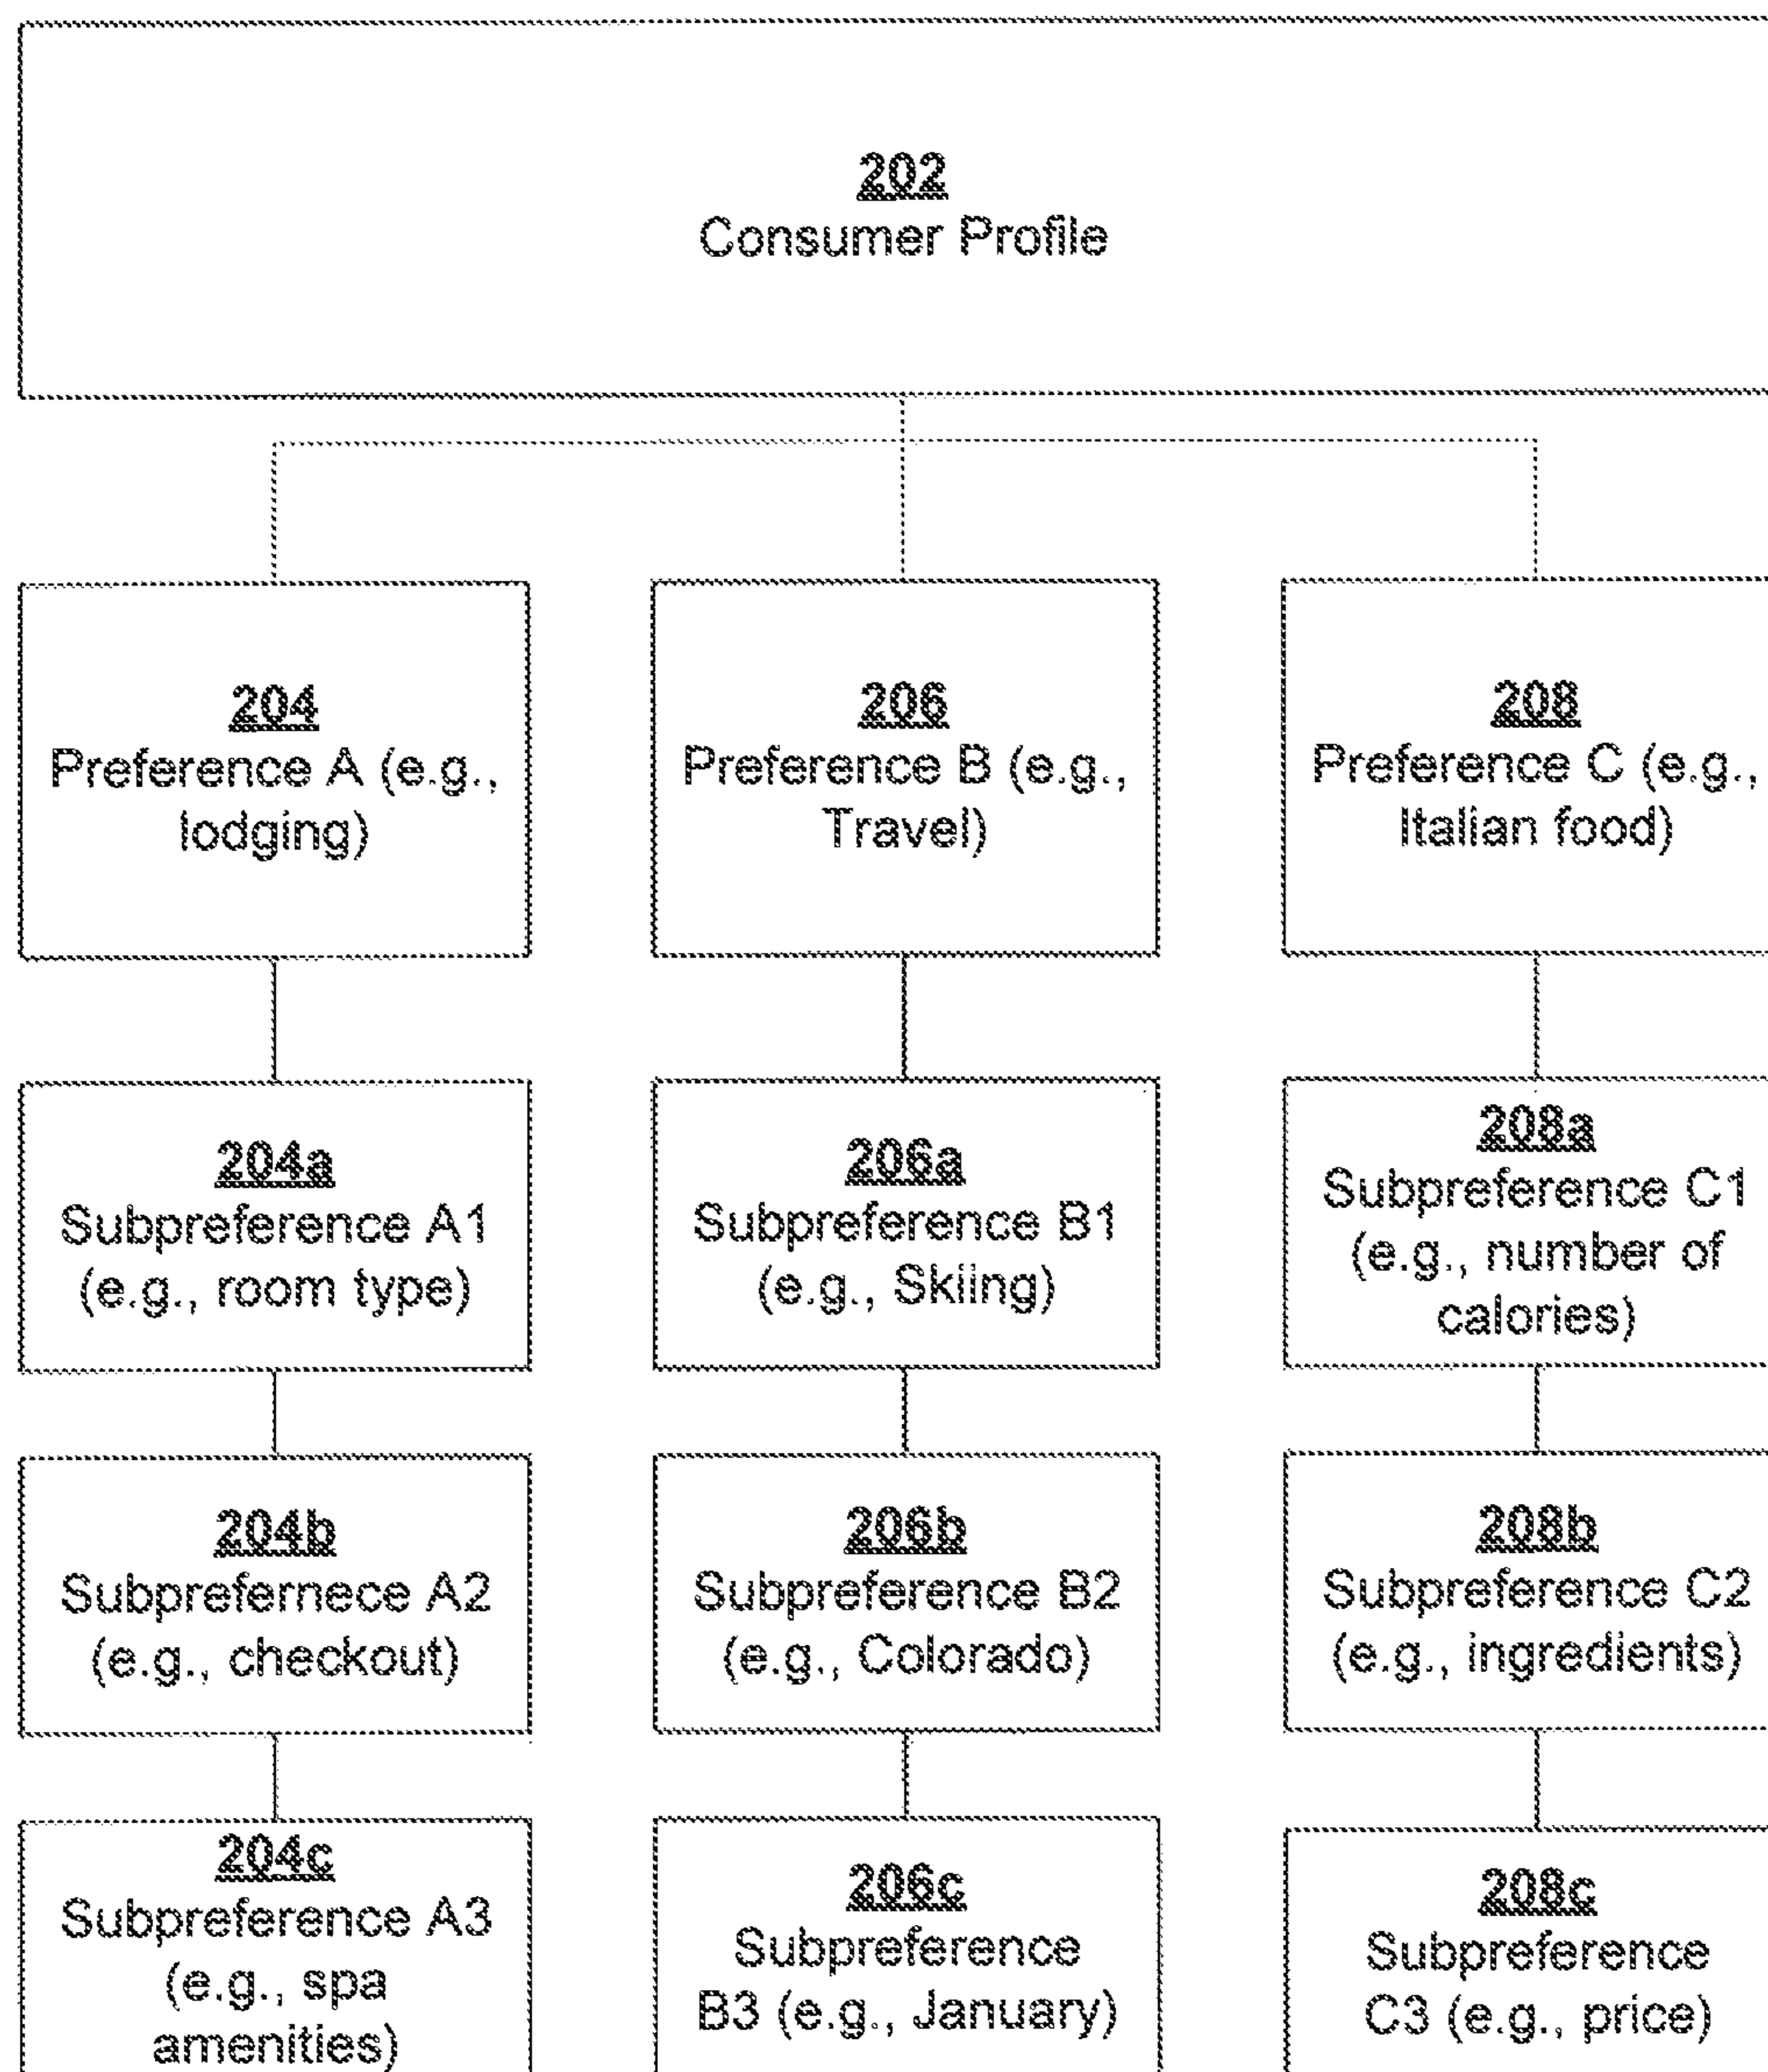 202
Consumer Profile
204
Preference A (e.g.,
lodging)
206
Preference B (e.g.,
Travel)
208
Preference C (e.g.,
Italian food)
204a
Subpreference A1
(e.g., room type)
206a
Subpreference B1
(e.g., Skiing)
208a
Subpreference C1
(e.g., number of
calories)
204b
Subprefernece A2
(e.g., checkout)
206b
Subpreference B2
(e.g., Colorado)
208b
Subpreference C2
(e.g., ingredients)
204c
Subpreference A3
(e.g., spa
amenities)
206c
Subpreference
B3 (e.g., January)
208c
Subpreference
C3 (e.g., price)